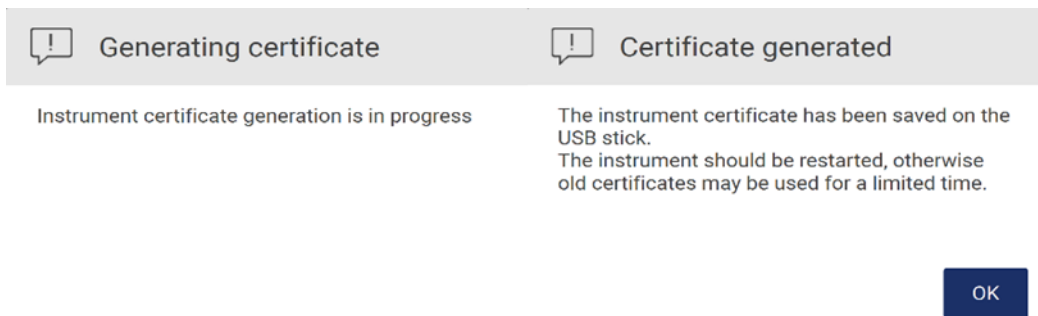 Generating certificate
Instrument certificate generation is in progress
Certificate generated
The instrument certificate has been saved on the
USB stick.
The instrument should be restarted, otherwise
old certificates may be used for a limited time.
OK